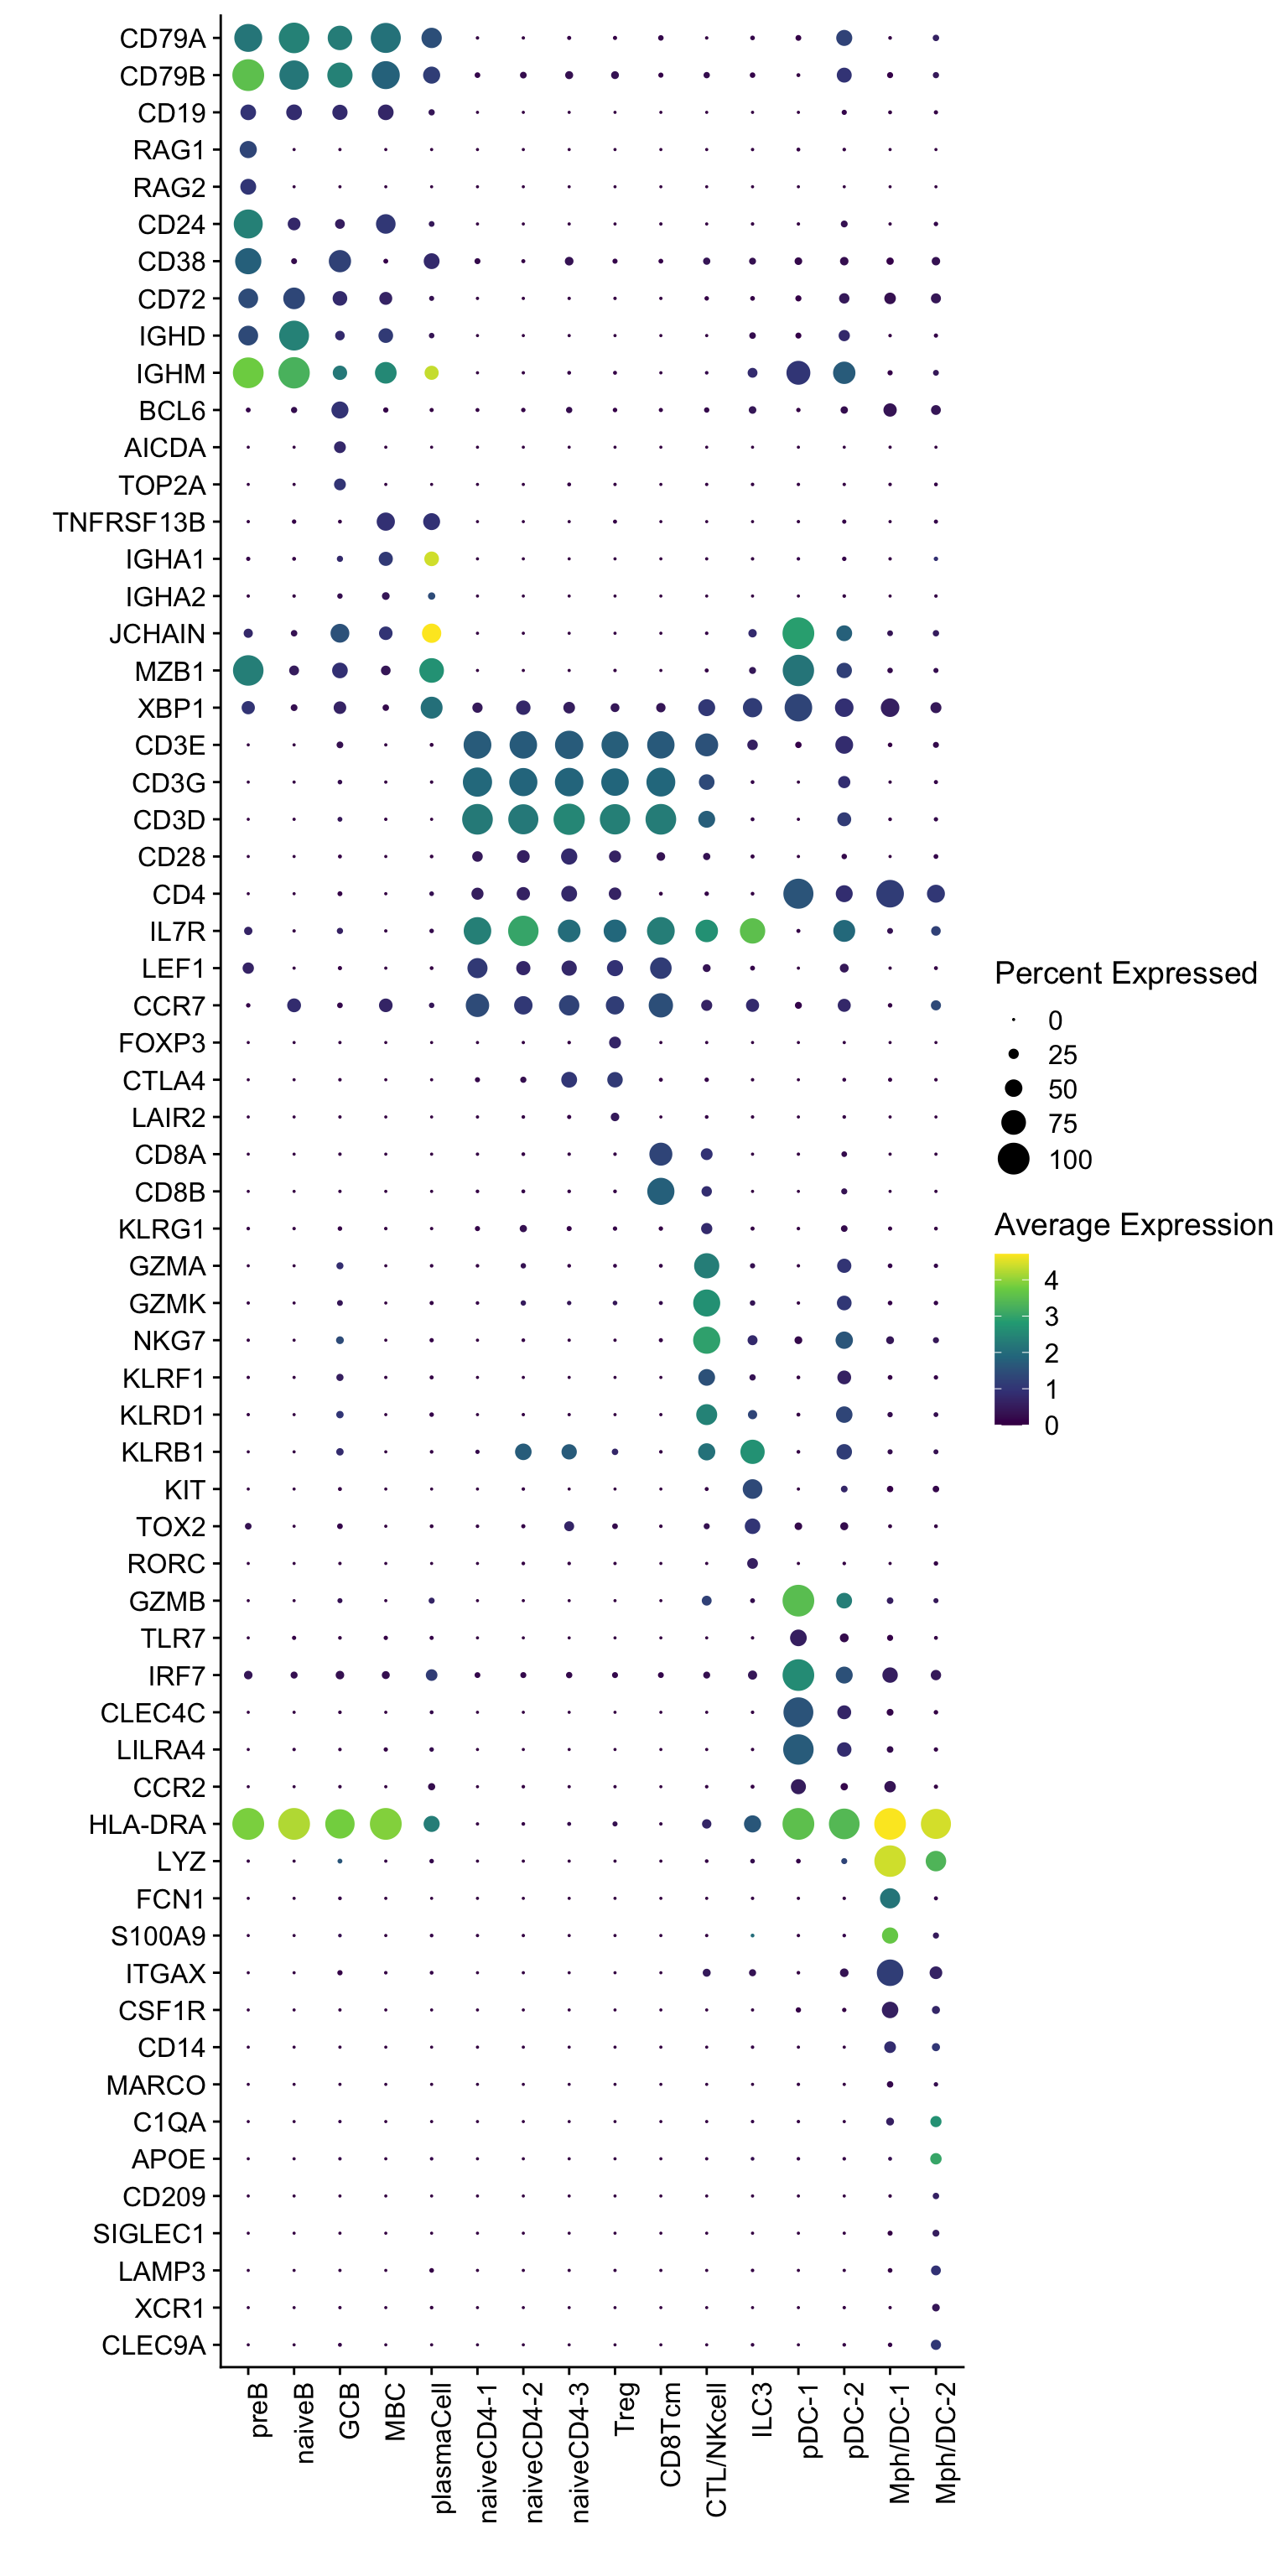 CD79A
CD79B
CD19
RAG1
RAG2
CD24
CD38
CD72
IGHD
IGHM
BCL6
AICDA
TOP2A
TNFRSF13B
IGHA1
IGHA2
JCHAIN
MZB1
XBP1
CD3E
CD3G
CD3D
CD28
CD4
IL7R
LEF1
CCR7
FOXP3
CTLA4
LAIR2
CD8A
CD8B
KLRG1
GZMA
GZMK
NKG7
KLRF1
KLRD1
KLRB1
KIT
TOX2
RORC
GZMB
TLR7
IRF7
CLEC4C
LILRA4
CCR2
HLA-DRA
LYZ
FCN1
S100A9
ITGAX
CSF1R
CD14
MARCO
C1QA
APOE
CD209
SIGLEC1
LAMP3
XCR1
CLEC9A
preB
naiveB
GCB
MBC
plasmaCell
naiveCD4-1
naiveCD4-2
naiveCD4-3
Treg
CD8Tcm
CTL/NKcell
ILC3
pDC-1
pDC-2
Mph/DC-1
Mph/DC-2
Percent Expressed
0
25
50
75
100
Average Expression
4
3
2
1
0